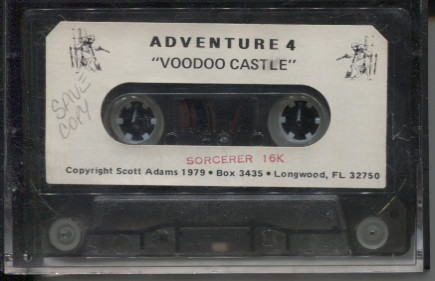 ADVENTURE 4
"VOODOO CASTLE"
SAVE
COPY
SORCERER 16K
Copyright Scott Adams 1979 • Box 3435 • Longwood, FL 32750